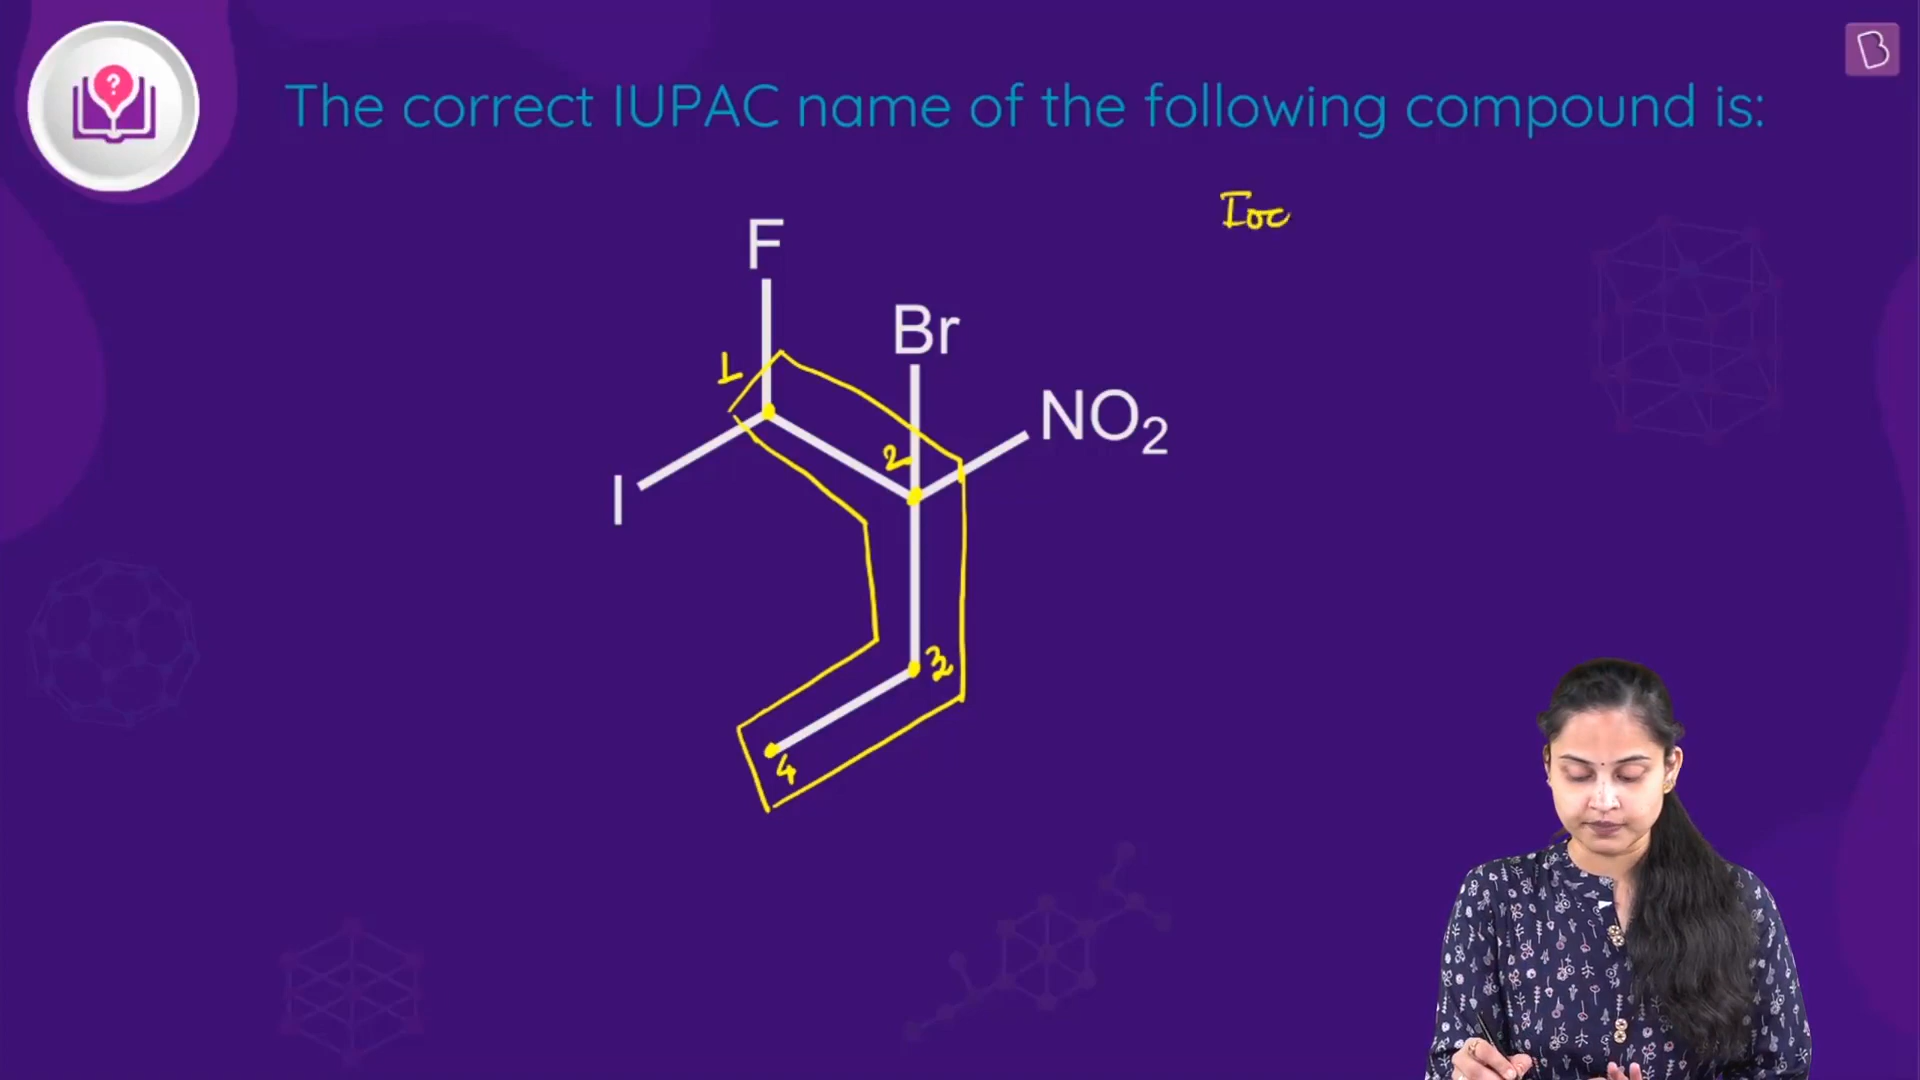 The correct IUPAC name of the following compound is:
Ioc
F
1
Br
2
NO2
I
3
4
?
B